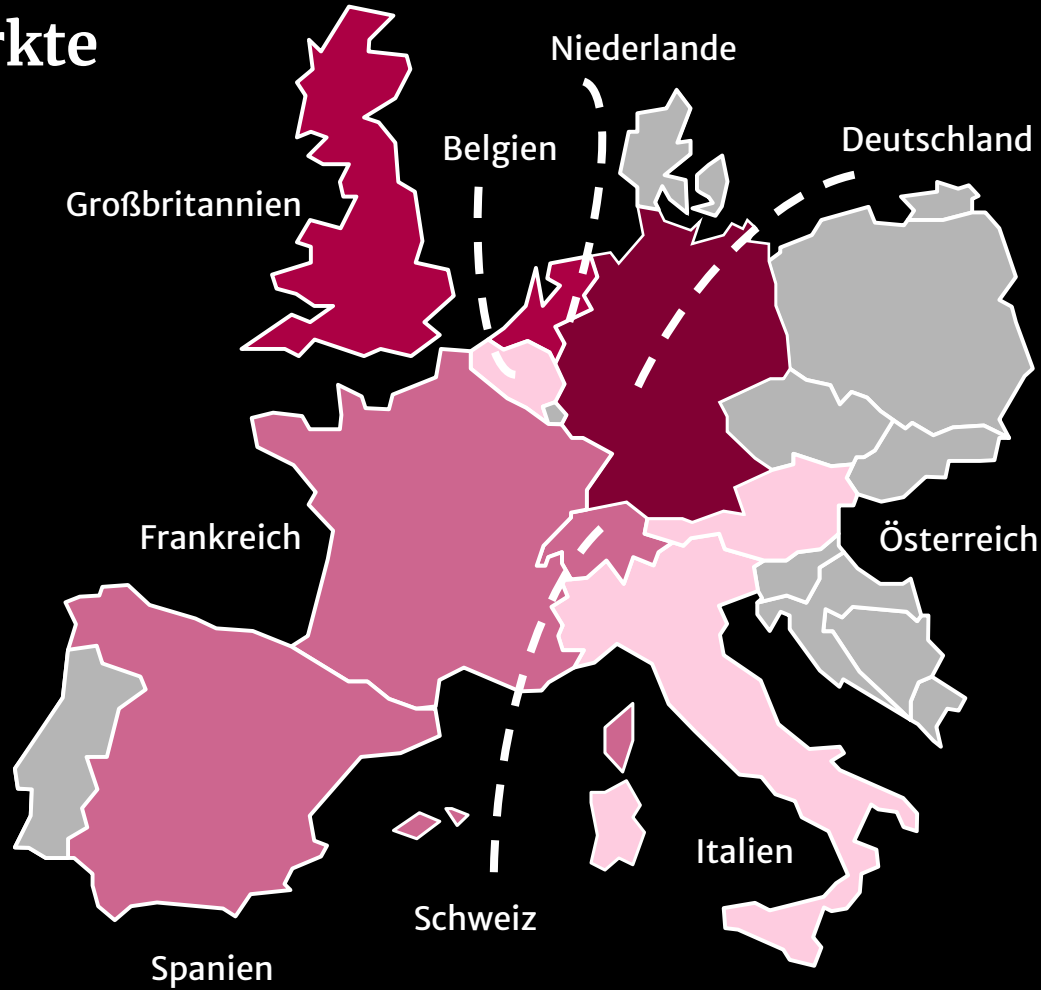 rkte
Niederlande
Deutschland
Belgien
Großbritannien
Frankreich
Österreich
Italien
Schweiz
Spanien